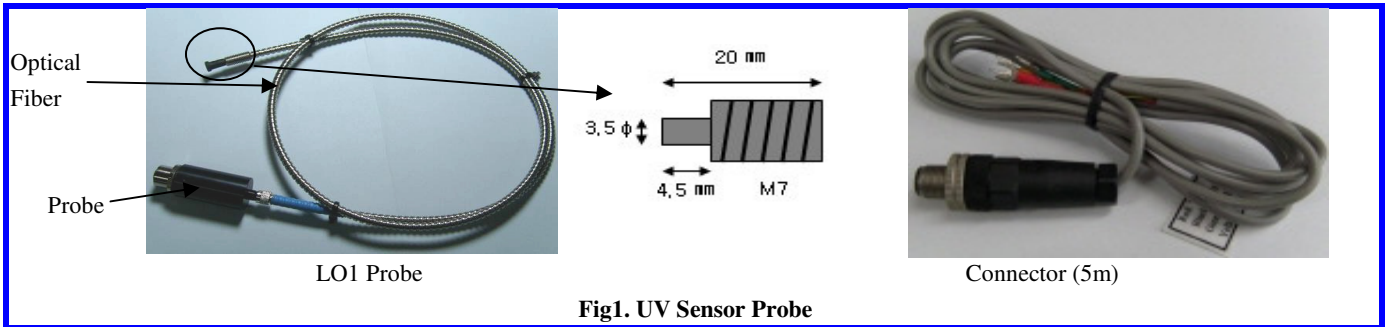 Optical
Fiber
Probe
20 mm
3,5 ϕ
4,5 mm
M7
LO1 Probe
Connector (5m)
Fig1. UV Sensor Probe